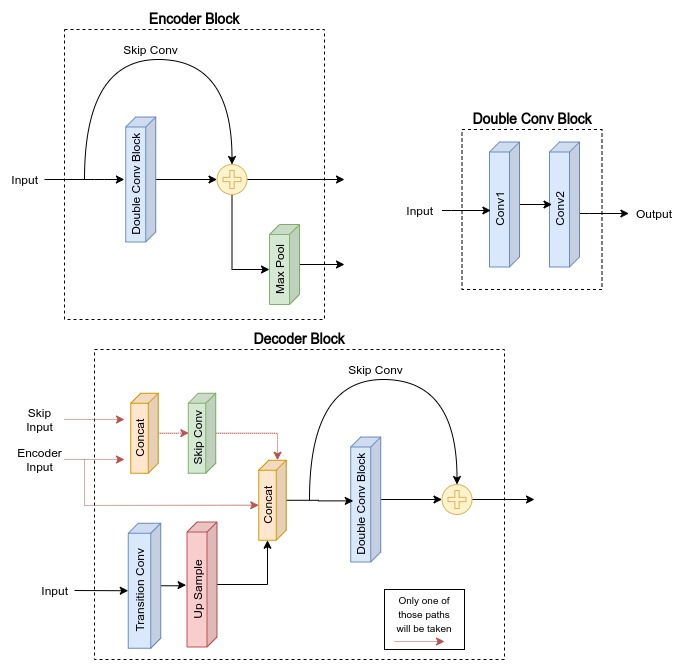 Encoder Block
Skip Conv
Input
Double Conv Block
Max Pool
Double Conv Block
Input
Conv1
Conv2
Output
Decoder Block
Skip Conv
Skip
Input
Encoder
Input
Concat
Skip Conv
Concat
Double Conv Block
Input
Transition Conv
Up Sample
Only one of
those paths
will be taken